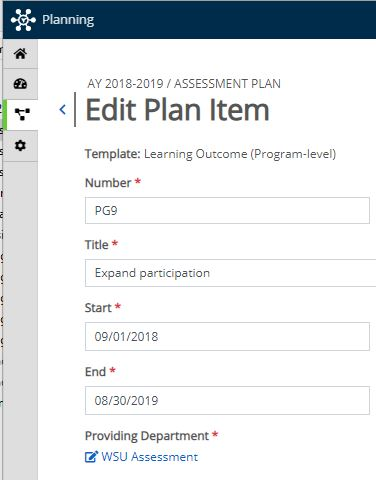 Planning
AY 2018-2019 / ASSESSMENT PLAN
Edit Plan Item
Template: Learning Outcome (Program-level)
Number *
PG9
Title *
Expand participation
Start *
09/01/2018
End *
08/30/2019
Providing Department *
WSU Assessment